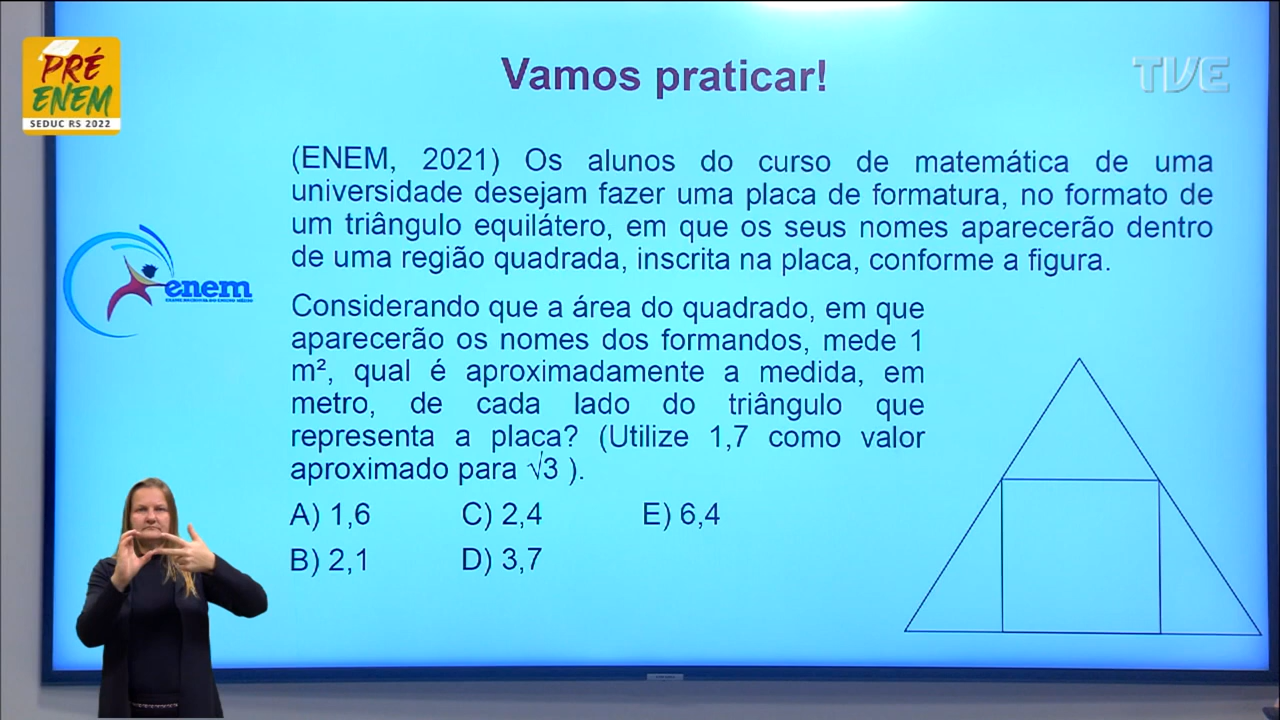 PRÉ
ENEM
SEDUC RS 2022
Vamos praticar!
TVE
(ENEM, 2021) Os alunos do curso de matemática de uma
universidade desejam fazer uma placa de formatura, no formato de
um triângulo equilátero, em que os seus nomes aparecerão dentro
de uma região quadrada, inscrita na placa, conforme a figura.
enem
Considerando que a área do quadrado, em que
aparecerão os nomes dos formandos, mede 1
m², qual é aproximadamente a medida, em
metro, de cada lado do triângulo que
representa a placa? (Utilize 1,7 como valor
aproximado para √3 ).
A) 1,6 C) 2,4 E) 6,4
B) 2,1 D) 3,7